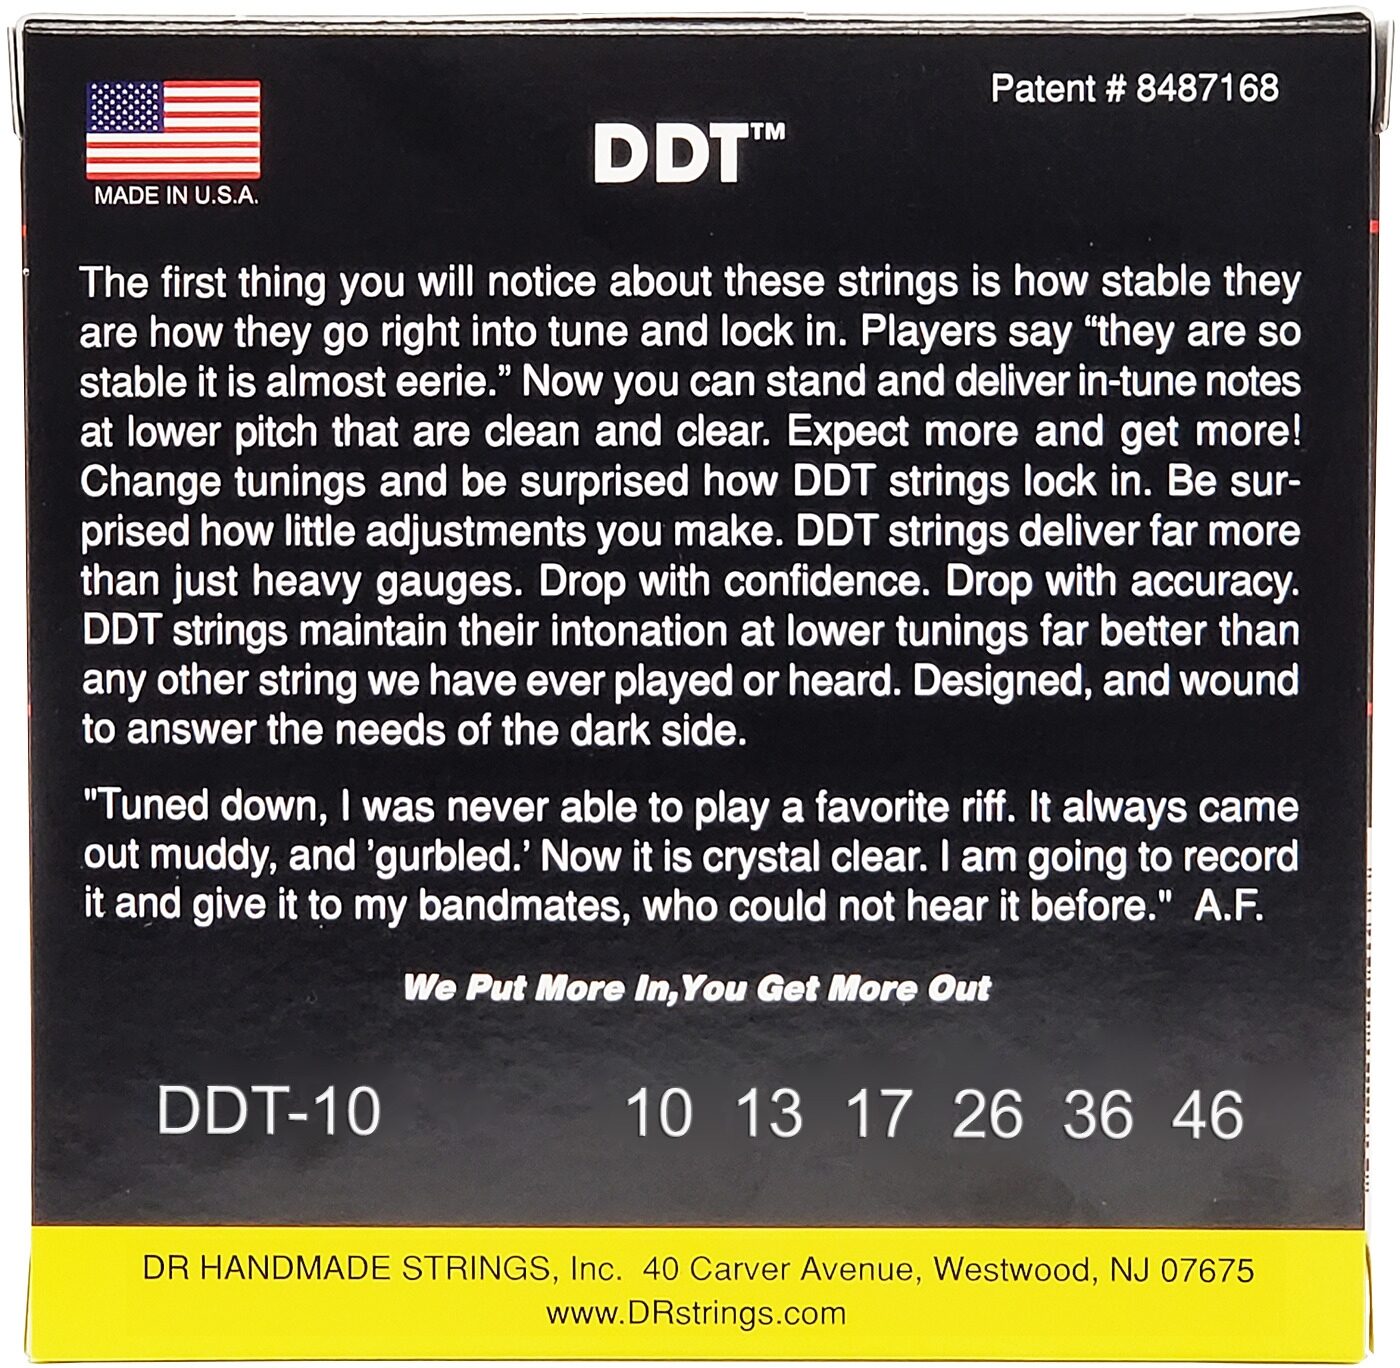 Patent # 8487168
DDT™
MADE IN U.S.A.
The first thing you will notice about these strings is how stable they
are how they go right into tune and lock in. Players say “they are so
stable it is almost eerie.” Now you can stand and deliver in-tune notes
at lower pitch that are clean and clear. Expect more and get more!
Change tunings and be surprised how DDT strings lock in. Be sur-
prised how little adjustments you make. DDT strings deliver far more
than just heavy gauges. Drop with confidence. Drop with accuracy.
DDT strings maintain their intonation at lower tunings far better than
any other string we have ever played or heard. Designed, and wound
to answer the needs of the dark side.
"Tuned down, I was never able to play a favorite riff. It always came
out muddy, and ’gurbled.’ Now it is crystal clear. I am going to record
it and give it to my bandmates, who could not hear it before." A.F.
We Put More In,You Get More Out
DDT-10 10 13 17 26 36 46
DR HANDMADE STRINGS, Inc. 40 Carver Avenue, Westwood, NJ 07675
www.DRstrings.com